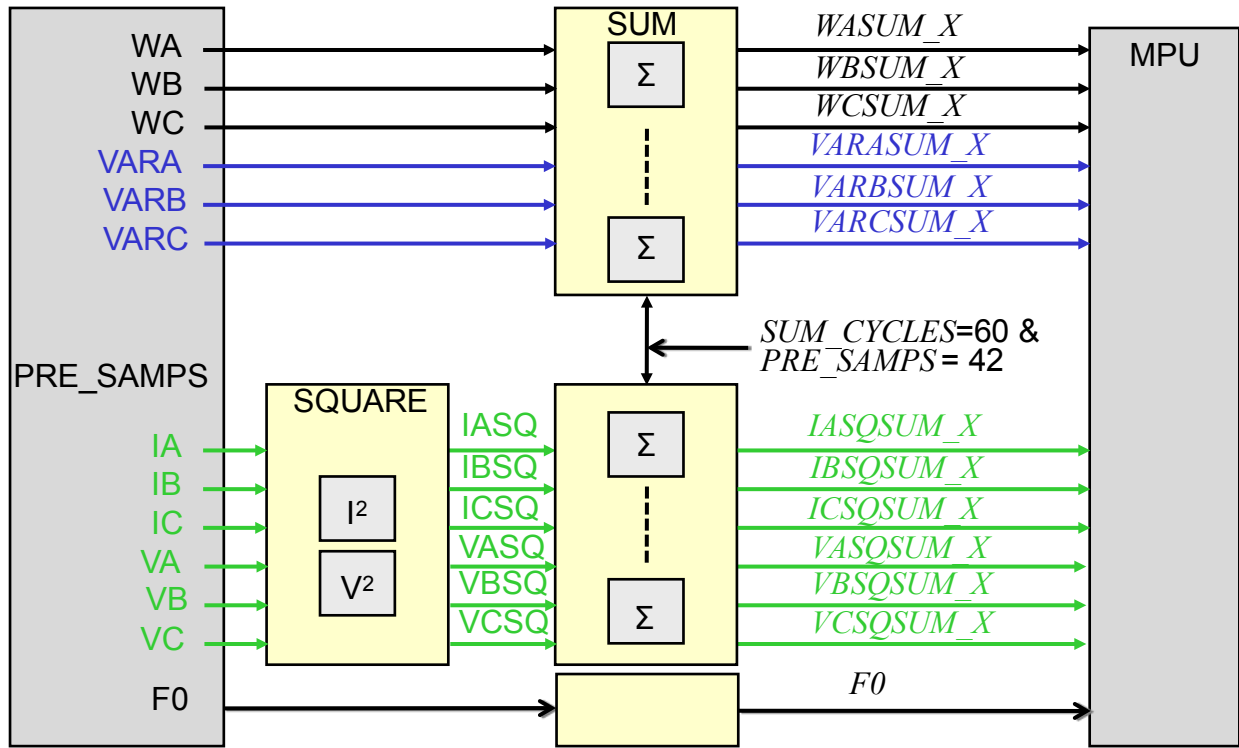 WA
WB
WC
VARA
VARB
VARC
PRE_SAMPS
IA
IB
IC
VA
VB
VC
F0
SQUARE
I²
V²
IASQ
IBSQ
ICSQ
VASQ
VBSQ
VCSQ
SUM
Σ
Σ
SUM_CYCLES=60 &
PRE_SAMPS = 42
Σ
Σ
WASUM_X
WBSUM_X
WCSUM_X
VARASUM_X
VARBSUM_X
VARCSUM_X
IASQSUM_X
IBSQSUM_X
ICSQSUM_X
VASQSUM_X
VBSQSUM_X
VCSQSUM_X
F0
MPU